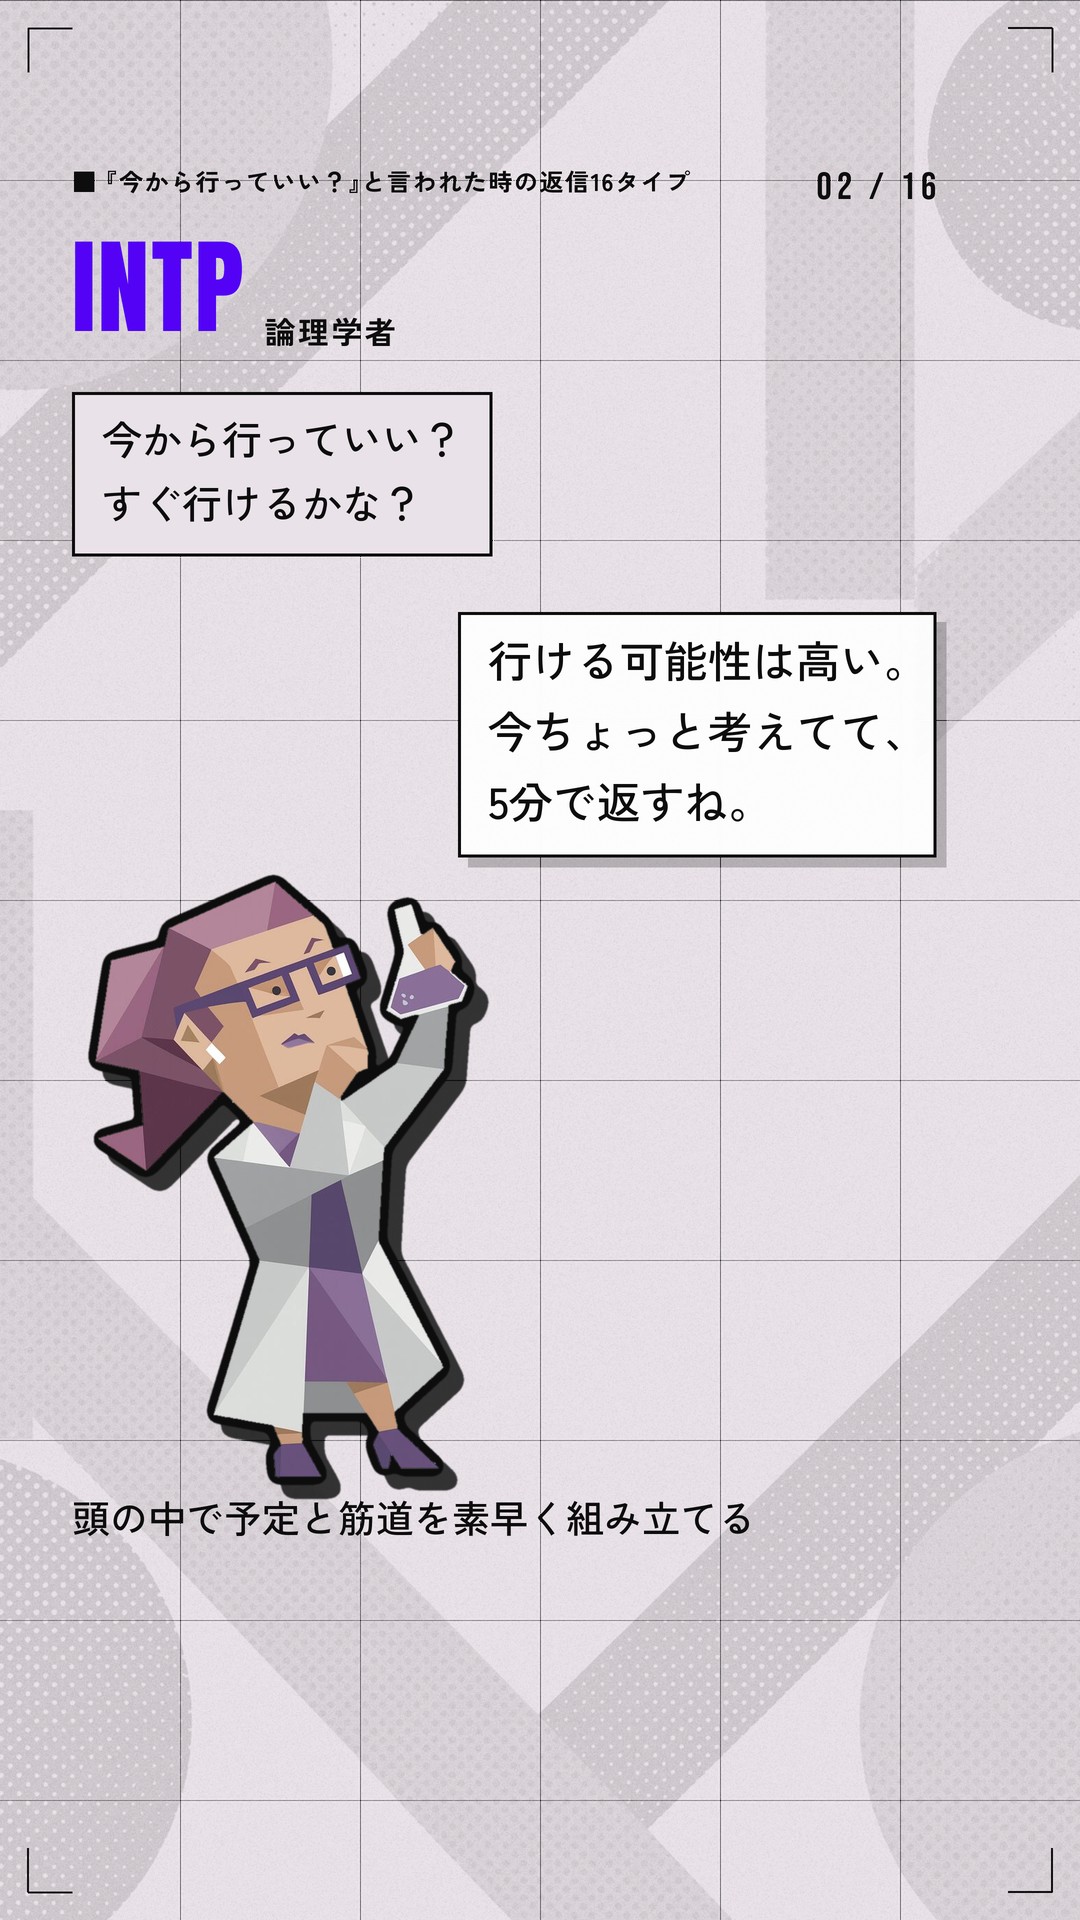 ■『今から行っていい？』と言われた時の返信16タイプ
02 / 16
INTP
論理学者
今から行っていい？
すぐ行けるかな？
行ける可能性は高い。
今ちょっと考えてて、
5分で返すね。
頭の中で予定と筋道を素早く組み立てる